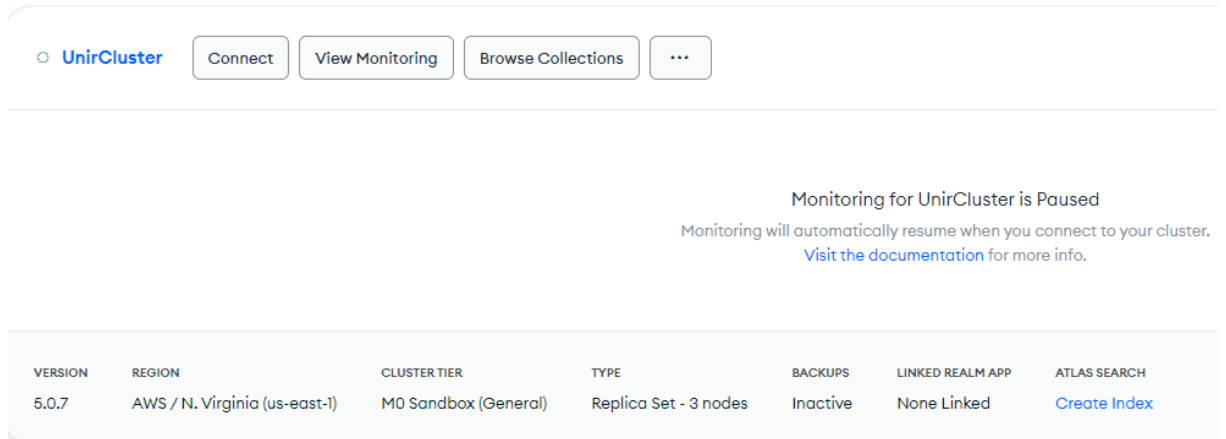 UnirCluster Connect View Monitoring Browse Collections ...
Monitoring for UnirCluster is Paused
Monitoring will automatically resume when you connect to your cluster.
Visit the documentation for more info.
VERSION REGION CLUSTER TIER TYPE BACKUPS LINKED REALM APP ATLAS SEARCH
5.0.7 AWS / N. Virginia (us-east-1) M0 Sandbox (General) Replica Set - 3 nodes Inactive None Linked Create Index